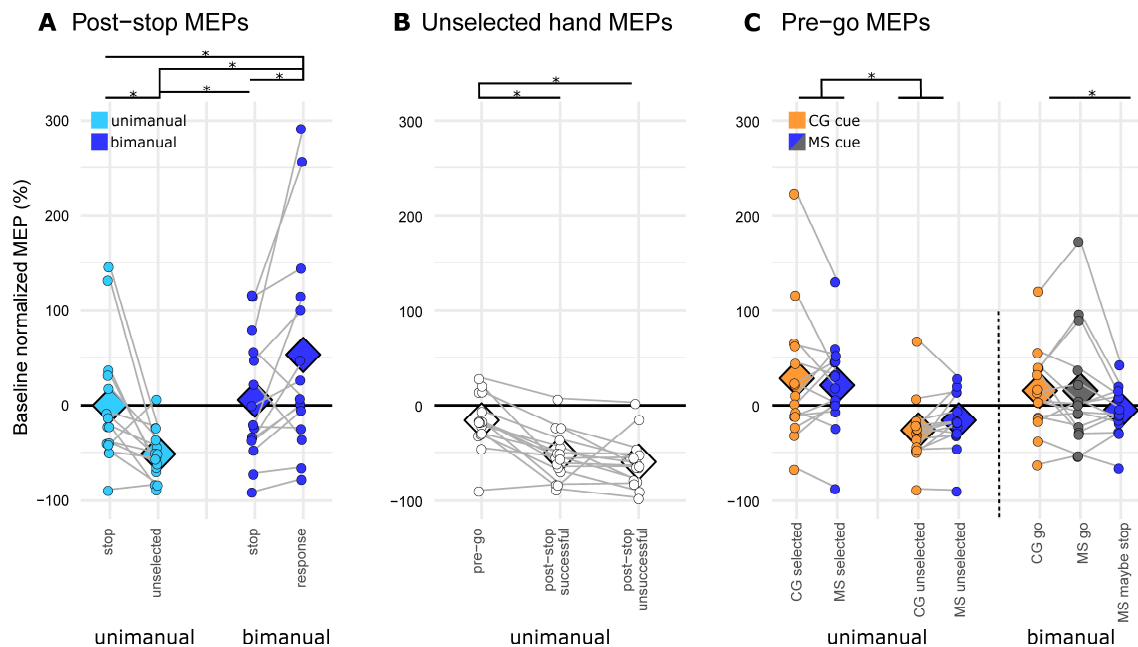 A Post−stop MEPs
*
*
*
*
*
unimanual
bimanual
Baseline normalized MEP (%)
300
200
100
0
−100
stop
unselected
stop
response
unimanual
bimanual
B Unselected hand MEPs
*
*
300
200
100
0
−100
pre−go
post−stop
successful
post−stop
unsuccessful
unimanual
C Pre−go MEPs
*
*
CG cue
MS cue
300
200
100
0
−100
CG selected
MS selected
CG unselected
MS unselected
CG go
MS go
MS maybe stop
unimanual
bimanual